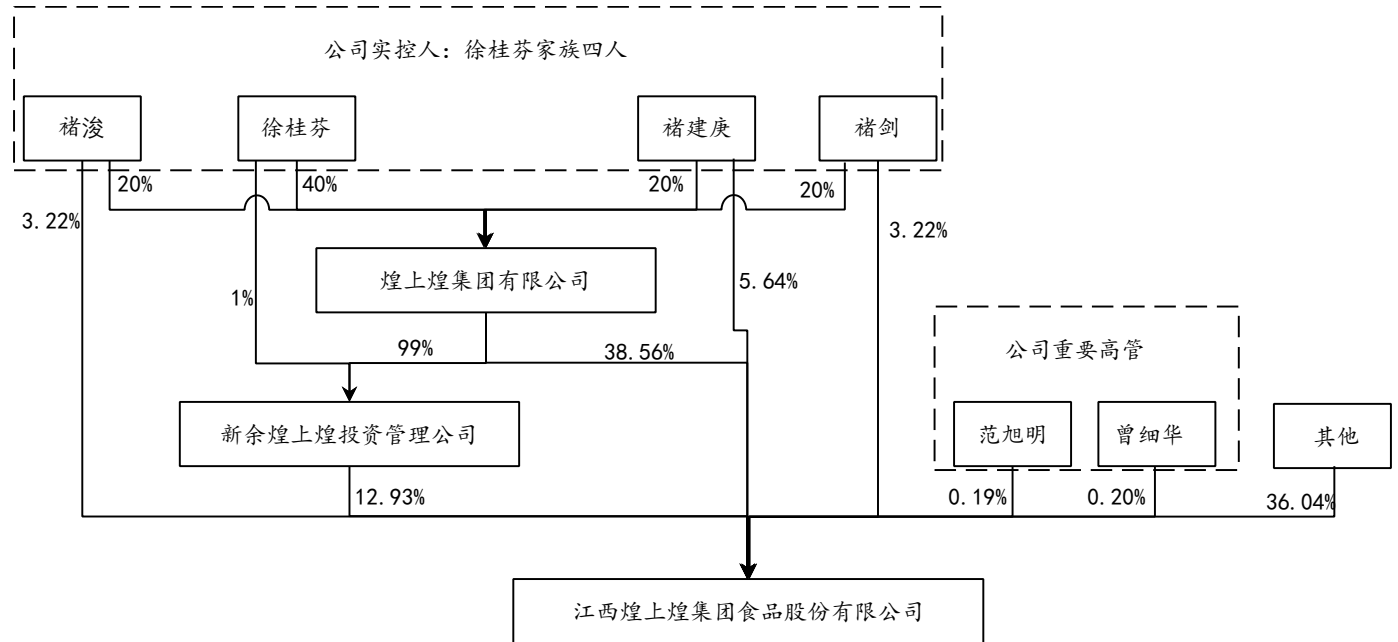 公司实控人：徐桂芬家族四人
褚浚
徐桂芬
褚建庚
褚剑
20%
40%
20%
20%
3.22%
3.22%
煌上煌集团有限公司
5.64%
1%
99%
38.56%
公司重要高管
新余煌上煌投资管理公司
范旭明
曾细华
其他
12.93%
0.19%
0.20%
36.04%
江西煌上煌集团食品股份有限公司